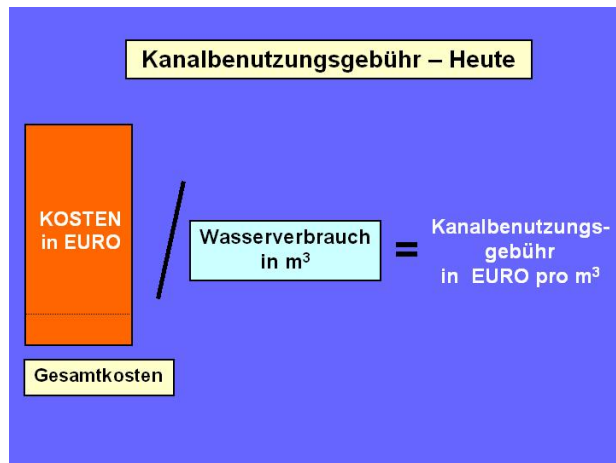 Kanalbenutzungsgebühr – Heute
KOSTEN
in EURO
/
Wasserverbrauch
in m³
=
Kanalbenutzungs-
gebühr
in EURO pro m³
Gesamtkosten